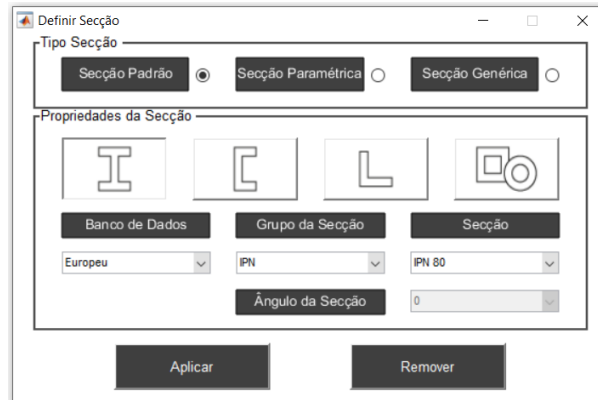 Definir Secção
Tipo Secção
Secção Padrão Secção Paramétrica Secção Genérica
Propriedades da Secção
Banco de Dados Grupo da Secção Secção
Europeu IPN IPN 80
Ângulo da Secção 0
Aplicar Remover